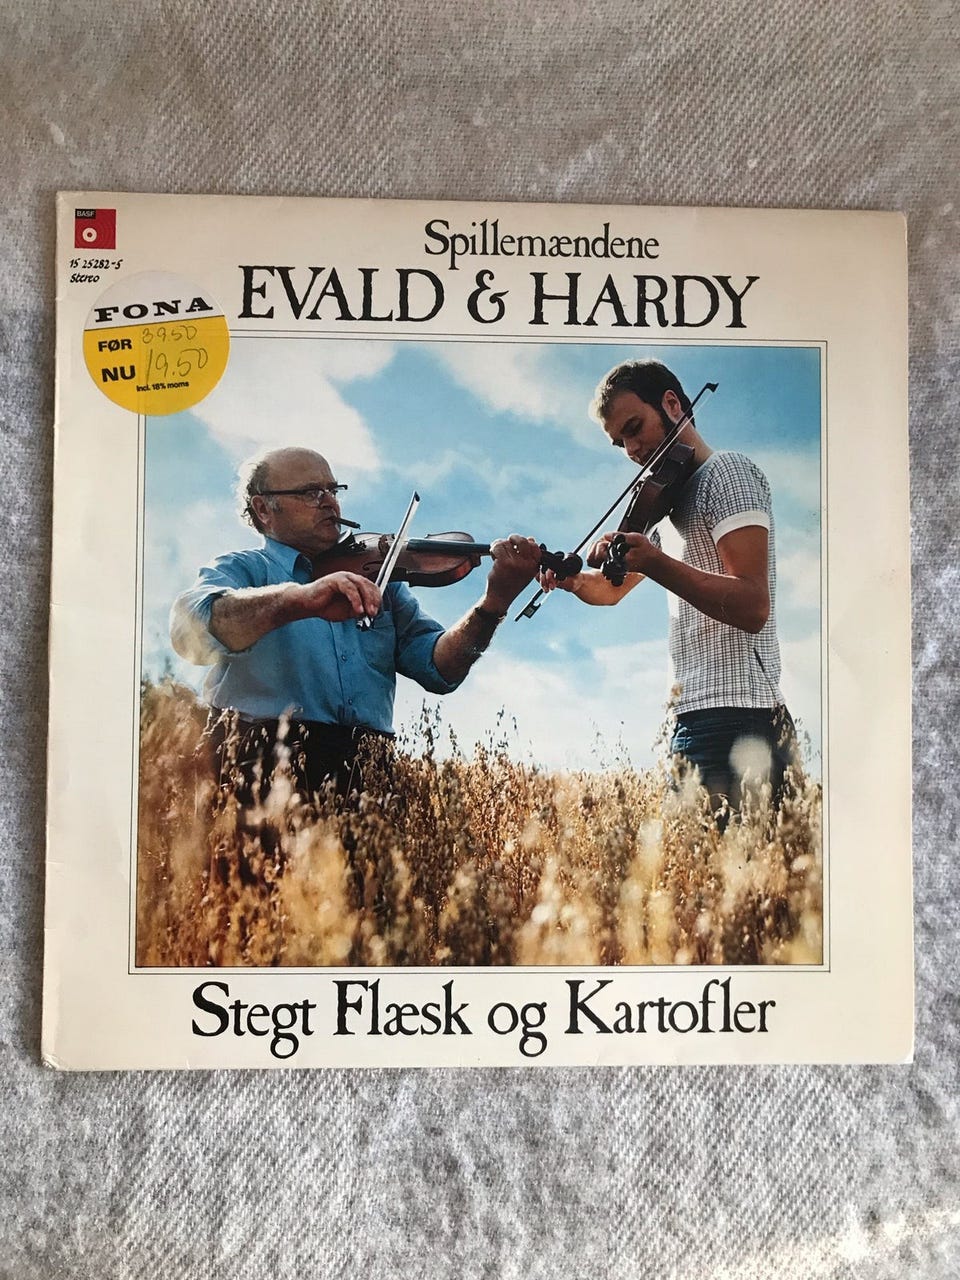 BASF
15 25282-5
Stereo
Spillemændene
EVALD & HARDY
FONA
FØR 39.50
NU 19.50
Incl. 18% moms
Stegt Flæsk og Kartofler